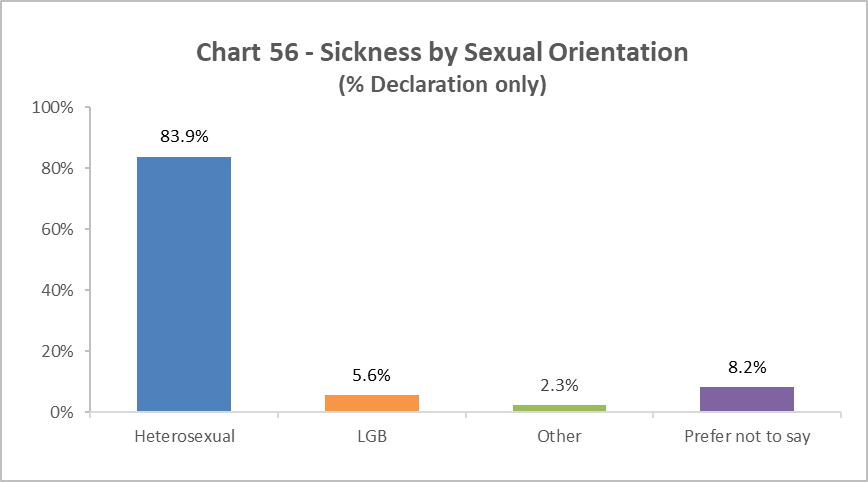 Chart 56 - Sickness by Sexual Orientation
(% Declaration only)
100%
80%
60%
40%
20%
0%
83.9%
5.6%
2.3%
8.2%
Heterosexual
LGB
Other
Prefer not to say